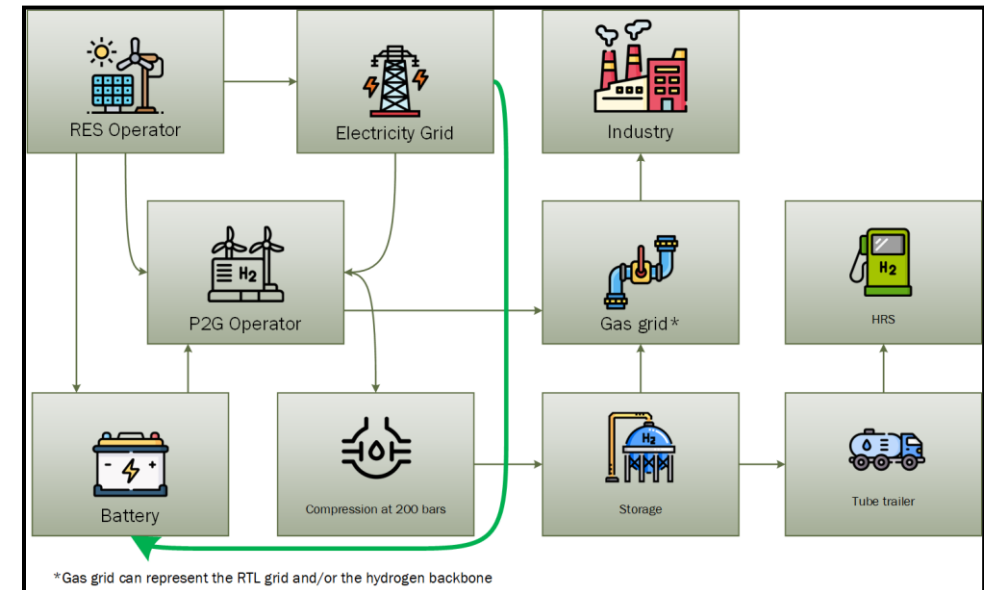 RES Operator
Electricity Grid
Industry
H2
P2G Operator
Gas grid*
H2
HRS
- +
Battery
Compression at 200 bars
H2
Storage
Tube trailer
*Gas grid can represent the RTL grid and/or the hydrogen backbone